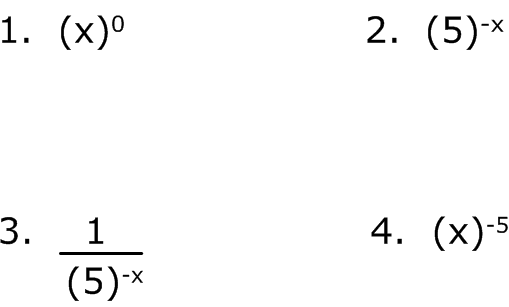 1. (x)⁰ 2. (5)⁻ˣ
3. 1
(5)⁻ˣ 4. (x)⁻⁵